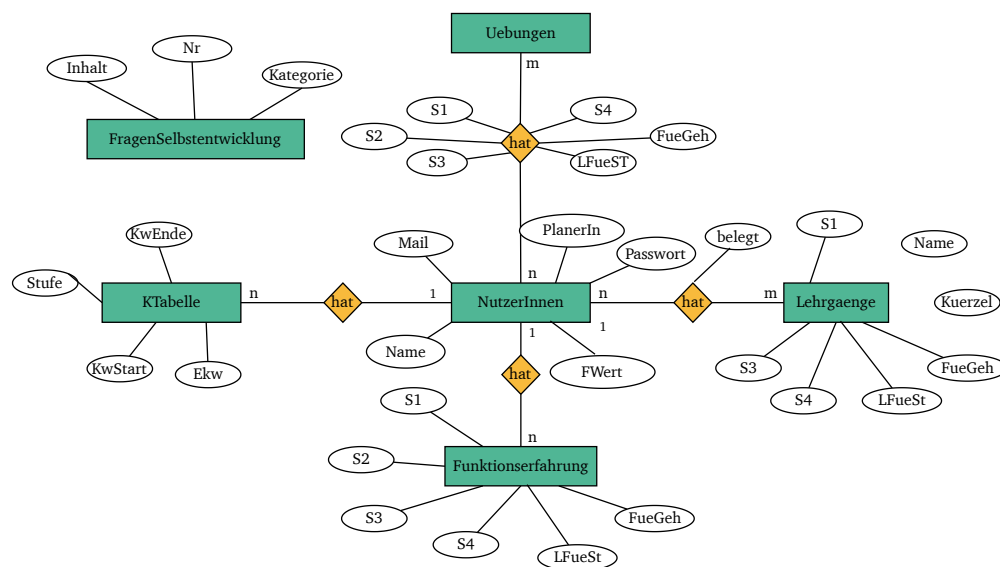 Uebungen
m
Nr
Inhalt
Kategorie
FragenSelbstentwicklung
S1
S4
S2
hat
FueGeh
S3
LFueST
KwEnde
Mail
PlanerIn
Passwort
belegt
S1
Name
Stufe
n
n
KTabelle
n
hat
1
NutzerInnen
n
hat
m
Lehrgaenge
Kuerzel
1
1
KwStart
Ekw
Name
hat
FWert
S3
FueGeh
S4
LFueSt
S1
n
S2
Funktionserfahrung
S3
FueGeh
S4
LFueSt